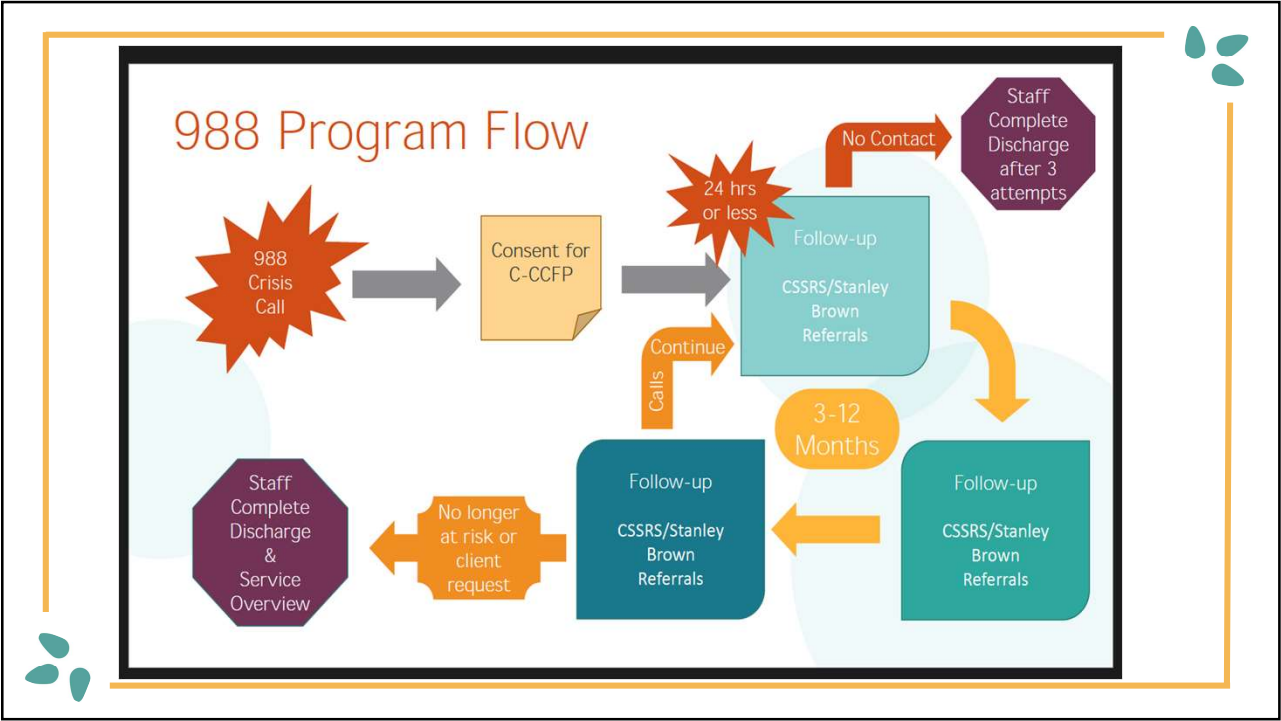 988 Program Flow
988
Crisis
Call
Consent for
C-CCFP
24 hrs
or less
Follow-up
CSSRS/Stanley
Brown
Referrals
No Contact
Staff
Complete
Discharge
after 3
attempts
3-12
Months
Follow-up
CSSRS/Stanley
Brown
Referrals
Follow-up
CSSRS/Stanley
Brown
Referrals
Calls
Continue
No longer
at risk or
client
request
Staff
Complete
Discharge
&
Service
Overview